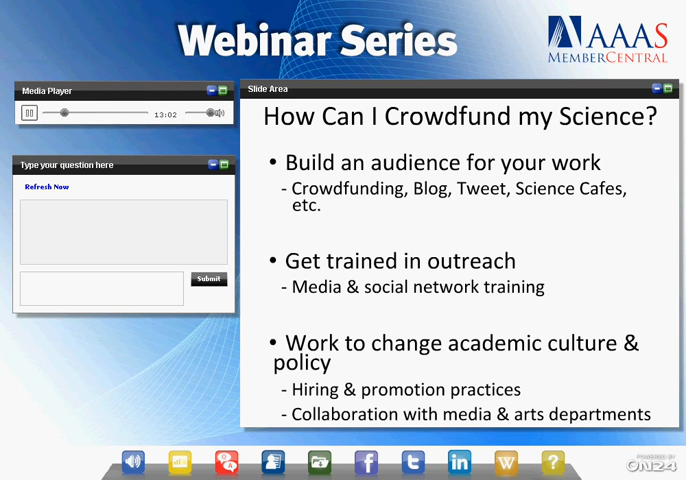 Webinar Series
AAAS
MEMBERCENTRAL
Media Player
13:02
Type your question here
Refresh Now
Submit
Slide Area
How Can I Crowdfund my Science?
• Build an audience for your work
- Crowdfunding, Blog, Tweet, Science Cafes,
etc.
• Get trained in outreach
- Media & social network training
• Work to change academic culture &
policy
- Hiring & promotion practices
- Collaboration with media & arts departments
Q
A
f
t
in
W
?
POWERED BY
ON24